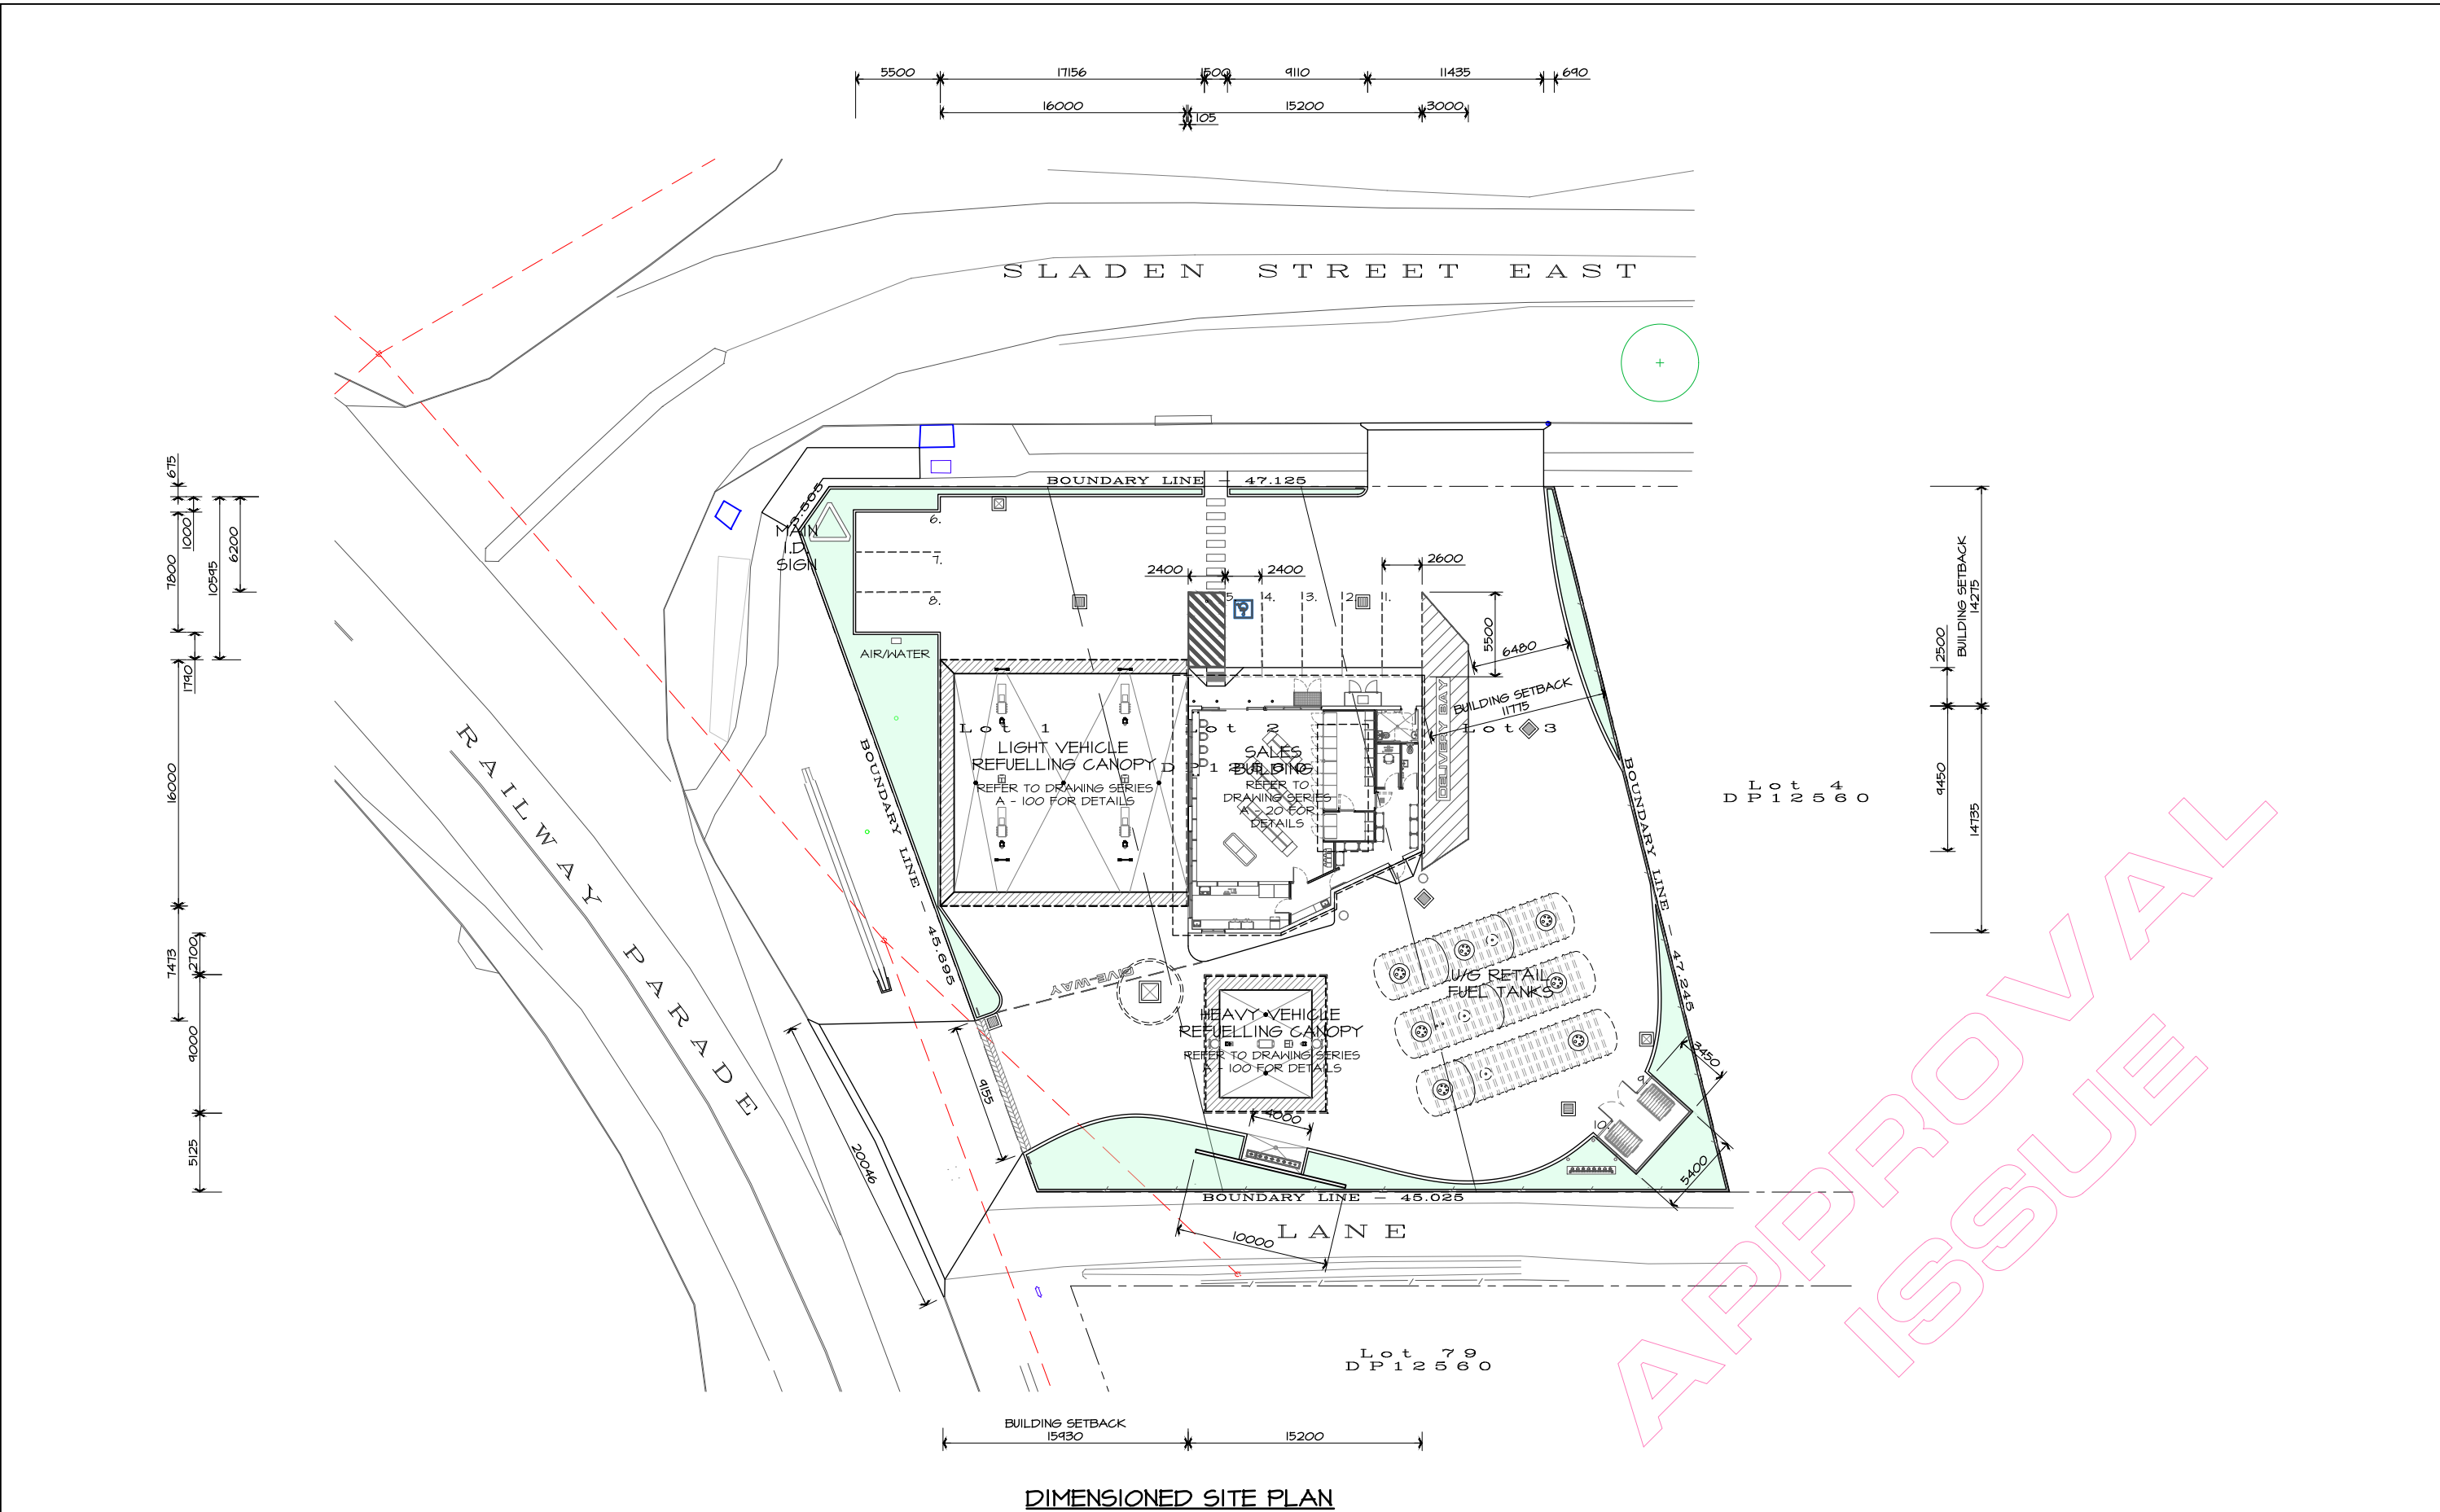 5500 17156 1500 9110 11435 690
16000 15200 3000
105
SLADEN STREET EAST
675
1000
7800
10595
6200
1790
16000
7473
2700
9000
5125
BOUNDARY LINE - 47.125
3.505
MAIN
I.D.
SIGN
6.
7.
8.
AIR/WATER
2400 2400 2600
5. 4. 3. 2. 1.
5500
6480
BUILDING SETBACK
11775
BUILDING SETBACK
14275
2500
9450
14735
DELIVERY BAY
Lot 1
Lot 2
Lot 3
LIGHT VEHICLE
REFUELLING CANOPY
REFER TO DRAWING SERIES
A - 100 FOR DETAILS
SALES
BUILDING
REFER TO
DRAWING SERIES
A - 20 FOR
DETAILS
Lot 4
DP12560
BOUNDARY LINE - 45.695
BOUNDARY LINE - 47.245
RAILWAY PARADE
GIVE-WAY
U/G RETAIL
FUEL TANKS
HEAVY VEHICLE
REFUELLING CANOPY
REFER TO DRAWING SERIES
A - 100 FOR DETAILS
9155
20046
4000
9.
10.
3450
5400
BOUNDARY LINE - 45.025
LANE
10000
Lot 79
DP12560
APPROVAL
ISSUE
BUILDING SETBACK
15930 15200
DIMENSIONED SITE PLAN